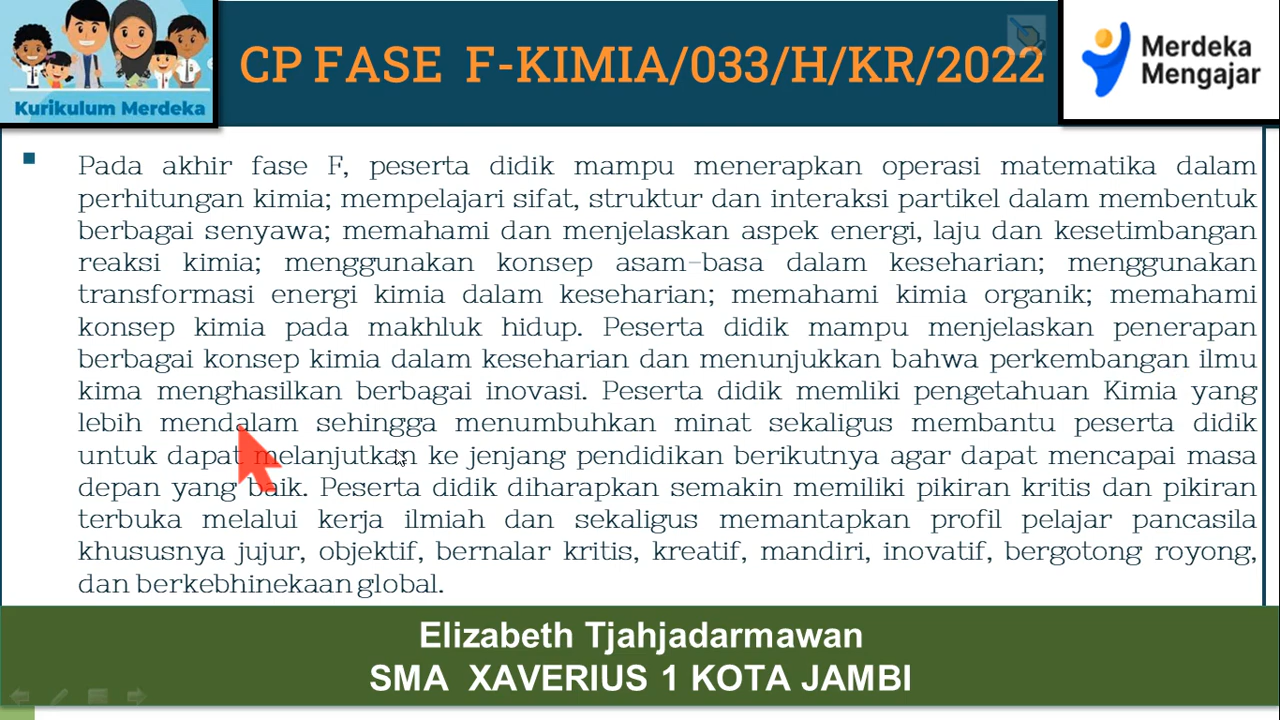 Kurikulum Merdeka
CP FASE F-KIMIA/033/H/KR/2022
Merdeka
Mengajar
Pada akhir fase F, peserta didik mampu menerapkan operasi matematika dalam
perhitungan kimia; mempelajari sifat, struktur dan interaksi partikel dalam membentuk
berbagai senyawa; memahami dan menjelaskan aspek energi, laju dan kesetimbangan
reaksi kimia; menggunakan konsep asam-basa dalam keseharian; menggunakan
transformasi energi kimia dalam keseharian; memahami kimia organik; memahami
konsep kimia pada makhluk hidup. Peserta didik mampu menjelaskan penerapan
berbagai konsep kimia dalam keseharian dan menunjukkan bahwa perkembangan ilmu
kima menghasilkan berbagai inovasi. Peserta didik memliki pengetahuan Kimia yang
lebih mendalam sehingga menumbuhkan minat sekaligus membantu peserta didik
untuk dapat melanjutkan ke jenjang pendidikan berikutnya agar dapat mencapai masa
depan yang baik. Peserta didik diharapkan semakin memiliki pikiran kritis dan pikiran
terbuka melalui kerja ilmiah dan sekaligus memantapkan profil pelajar pancasila
khususnya jujur, objektif, bernalar kritis, kreatif, mandiri, inovatif, bergotong royong,
dan berkebhinekaan global.
Elizabeth Tjahjadarmawan
SMA XAVERIUS 1 KOTA JAMBI